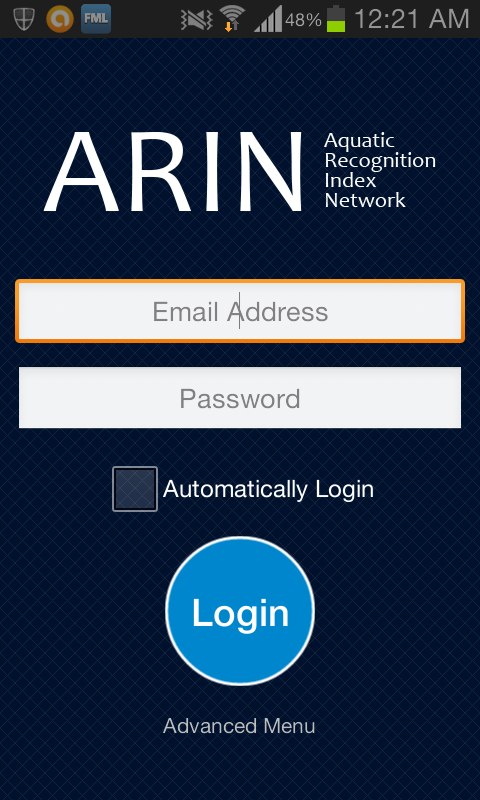 FML 48% 12:21 AM
ARIN
Aquatic
Recognition
Index
Network
Email Address
Password
Automatically Login
Login
Advanced Menu